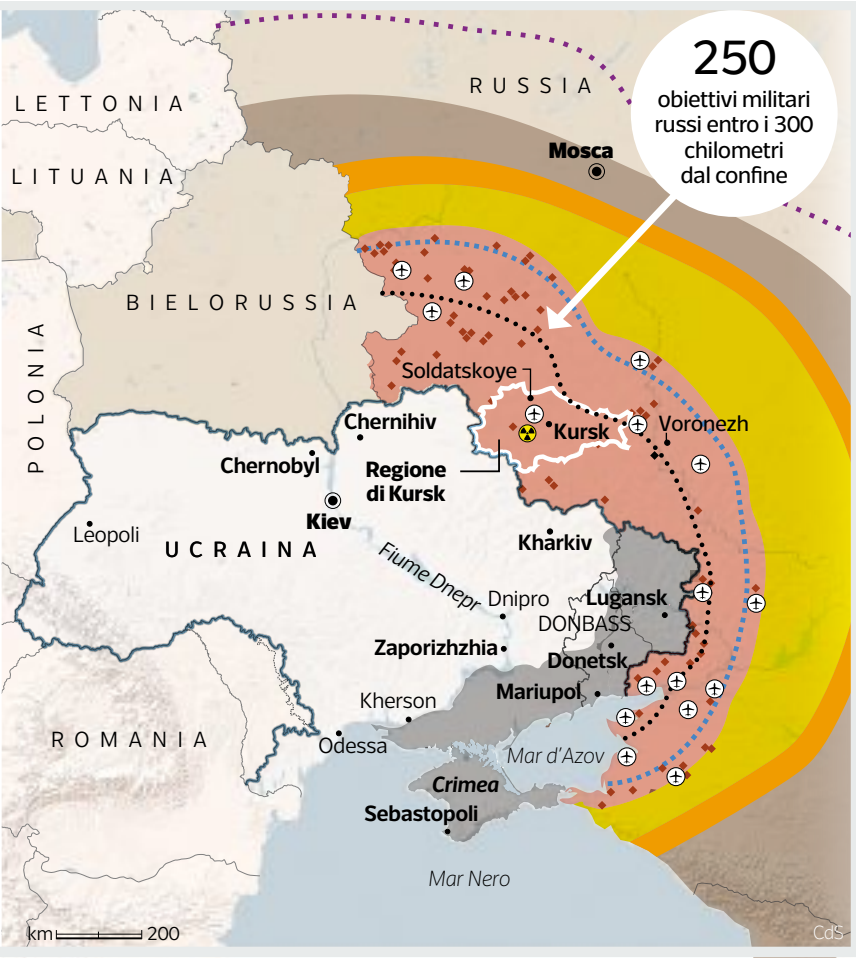 250
obiettivi militari
russi entro i 300
chilometri
dal confine
RUSSIA
LETTONIA
Mosca
LITUANIA
BIELORUSSIA
POLONIA
Soldatskoye
Chernihiv
Kursk
Voronezh
Chernobyl
Regione
di Kursk
Kiev
Leopoli
UCRAINA
Kharkiv
Fiume Dnepr
Dnipro
Lugansk
DONBASS
Zaporizhzhia
Donetsk
Mariupol
Kherson
ROMANIA
Odessa
Mar d'Azov
Crimea
Sebastopoli
Mar Nero
km 200
CdS